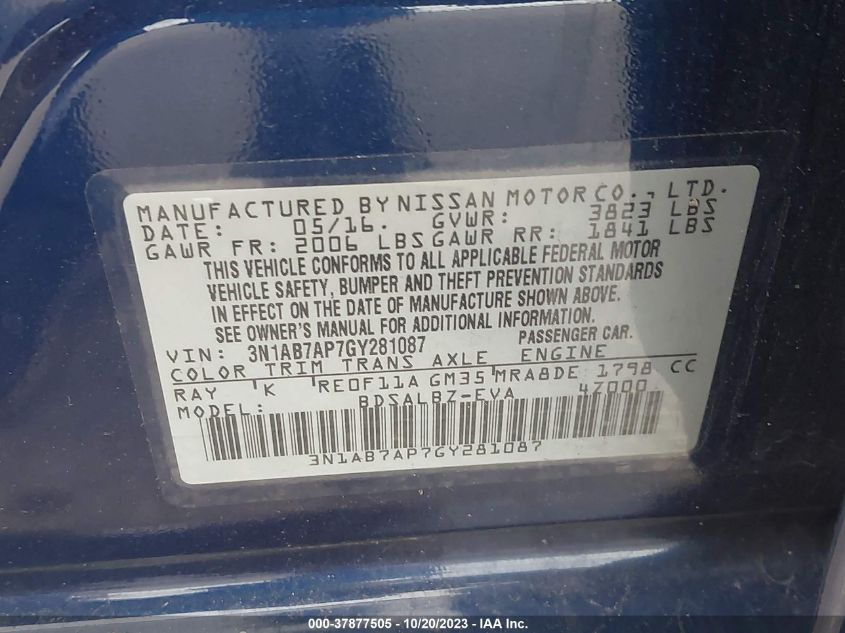 MANUFACTURED BY NISSAN MOTOR CO., LTD.
DATE: 05/16. GVWR: 3823 LBS
GAWR FR: 2006 LBS GAWR RR: 1841 LBS
THIS VEHICLE CONFORMS TO ALL APPLICABLE FEDERAL MOTOR
VEHICLE SAFETY, BUMPER AND THEFT PREVENTION STANDARDS
IN EFFECT ON THE DATE OF MANUFACTURE SHOWN ABOVE.
SEE OWNER'S MANUAL FOR ADDITIONAL INFORMATION.
VIN: 3N1AB7AP7GY281087 PASSENGER CAR.
COLOR TRIM TRANS AXLE ENGINE
RAY K RE0F11A GM35 MRA8DE 1798 CC
MODEL: BDSALBZ-EVA 4Z000
3N1AB7AP7GY281087
000-37877505 - 10/20/2023 - IAA Inc.